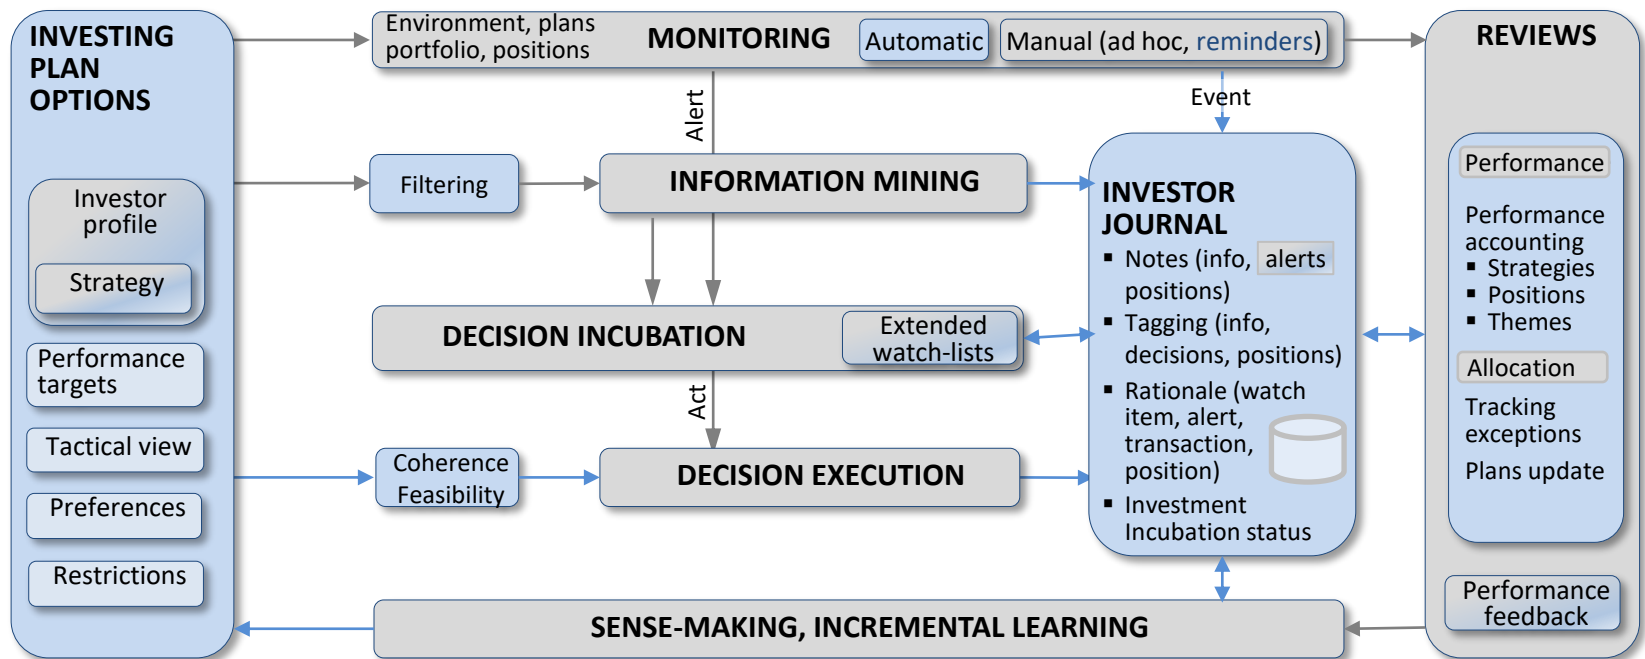 INVESTING
PLAN
OPTIONS
Investor
profile
Strategy
Performance
targets
Tactical view
Preferences
Restrictions
Environment, plans
portfolio, positions
MONITORING
Automatic
Manual (ad hoc, reminders)
Alert
Event
Filtering
INFORMATION MINING
DECISION INCUBATION
Extended
watch-lists
Act
Coherence
Feasibility
DECISION EXECUTION
SENSE-MAKING, INCREMENTAL LEARNING
INVESTOR
JOURNAL
▪ Notes (info, alerts
positions)
▪ Tagging (info,
decisions, positions)
▪ Rationale (watch
item, alert,
transaction,
position)
▪ Investment
Incubation status
REVIEWS
Performance
Performance
accounting
▪ Strategies
▪ Positions
▪ Themes
Allocation
Tracking
exceptions
Plans update
Performance
feedback